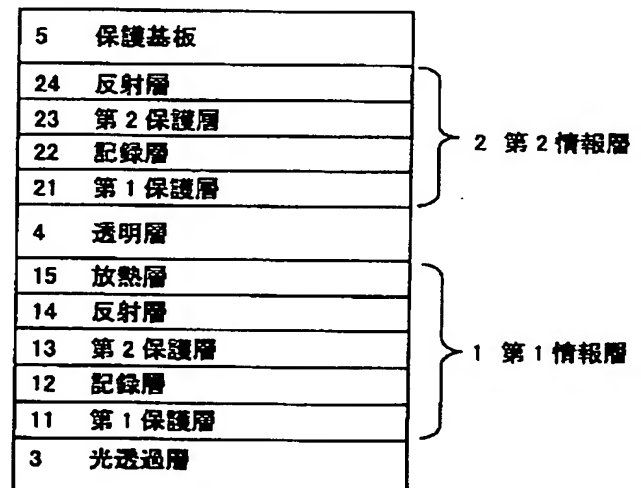 5 保護基板
24 反射層
23 第2保護層
22 記録層
21 第1保護層
2 第2情報層
4 透明層
15 放熱層
14 反射層
13 第2保護層
12 記録層
11 第1保護層
1 第1情報層
3 光透過層